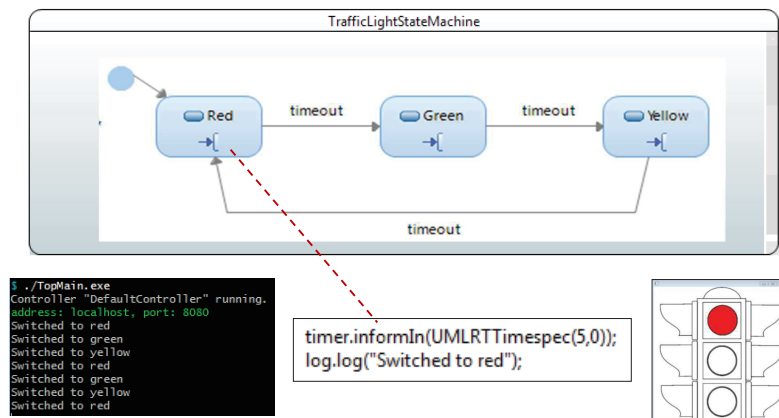 TrafficLightStateMachine
Red
timeout
Green
timeout
Yellow
timeout
$ ./TopMain.exe
Controller "DefaultController" running.
address: localhost, port: 8080
Switched to red
Switched to green
Switched to yellow
Switched to red
Switched to green
Switched to yellow
Switched to red
timer.informIn(UMLRTTimespec(5,0));
log.log("Switched to red");